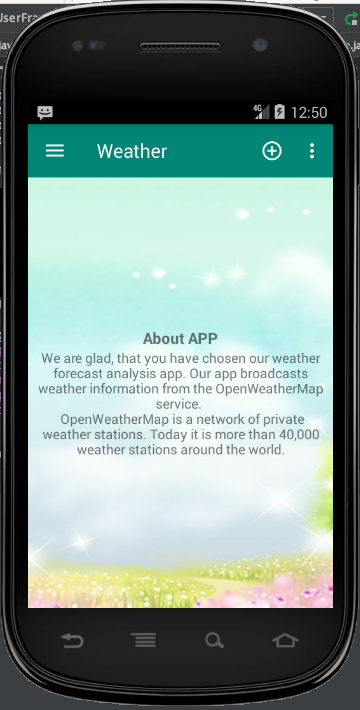 UserFra
4G 12:50
Weather
About APP
We are glad, that you have chosen our weather
forecast analysis app. Our app broadcasts
weather information from the OpenWeatherMap
service.
OpenWeatherMap is a network of private
weather stations. Today it is more than 40,000
weather stations around the world.